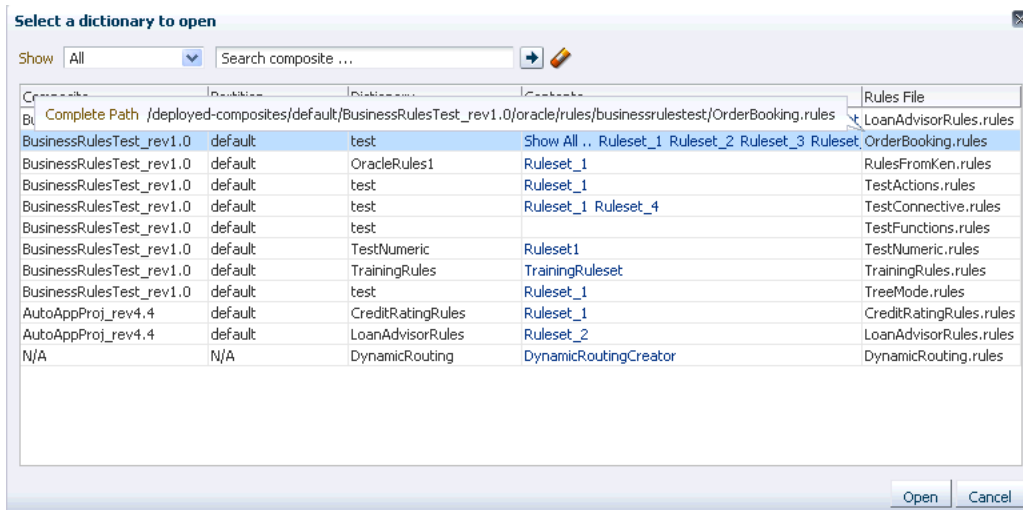 Select a dictionary to open
Show All Search composite ...
Rules File
Complete Path /deployed-composites/default/BusinessRulesTest_rev1.0/oracle/rules/businessrulestest/OrderBooking.rules
LoanAdvisorRules.rules
BusinessRulesTest_rev1.0 default test Show All .. Ruleset_1 Ruleset_2 Ruleset_3 Ruleset OrderBooking.rules
BusinessRulesTest_rev1.0 default OracleRules1 Ruleset_1 RulesFromKen.rules
BusinessRulesTest_rev1.0 default test Ruleset_1 TestActions.rules
BusinessRulesTest_rev1.0 default test Ruleset_1 Ruleset_4 TestConnective.rules
BusinessRulesTest_rev1.0 default test TestFunctions.rules
BusinessRulesTest_rev1.0 default TestNumeric Ruleset1 TestNumeric.rules
BusinessRulesTest_rev1.0 default TrainingRules TrainingRuleset TrainingRules.rules
BusinessRulesTest_rev1.0 default test Ruleset_1 TreeMode.rules
AutoAppProj_rev4.4 default CreditRatingRules Ruleset_1 CreditRatingRules.rules
AutoAppProj_rev4.4 default LoanAdvisorRules Ruleset_2 LoanAdvisorRules.rules
N/A N/A DynamicRouting DynamicRoutingCreator DynamicRouting.rules
Open Cancel